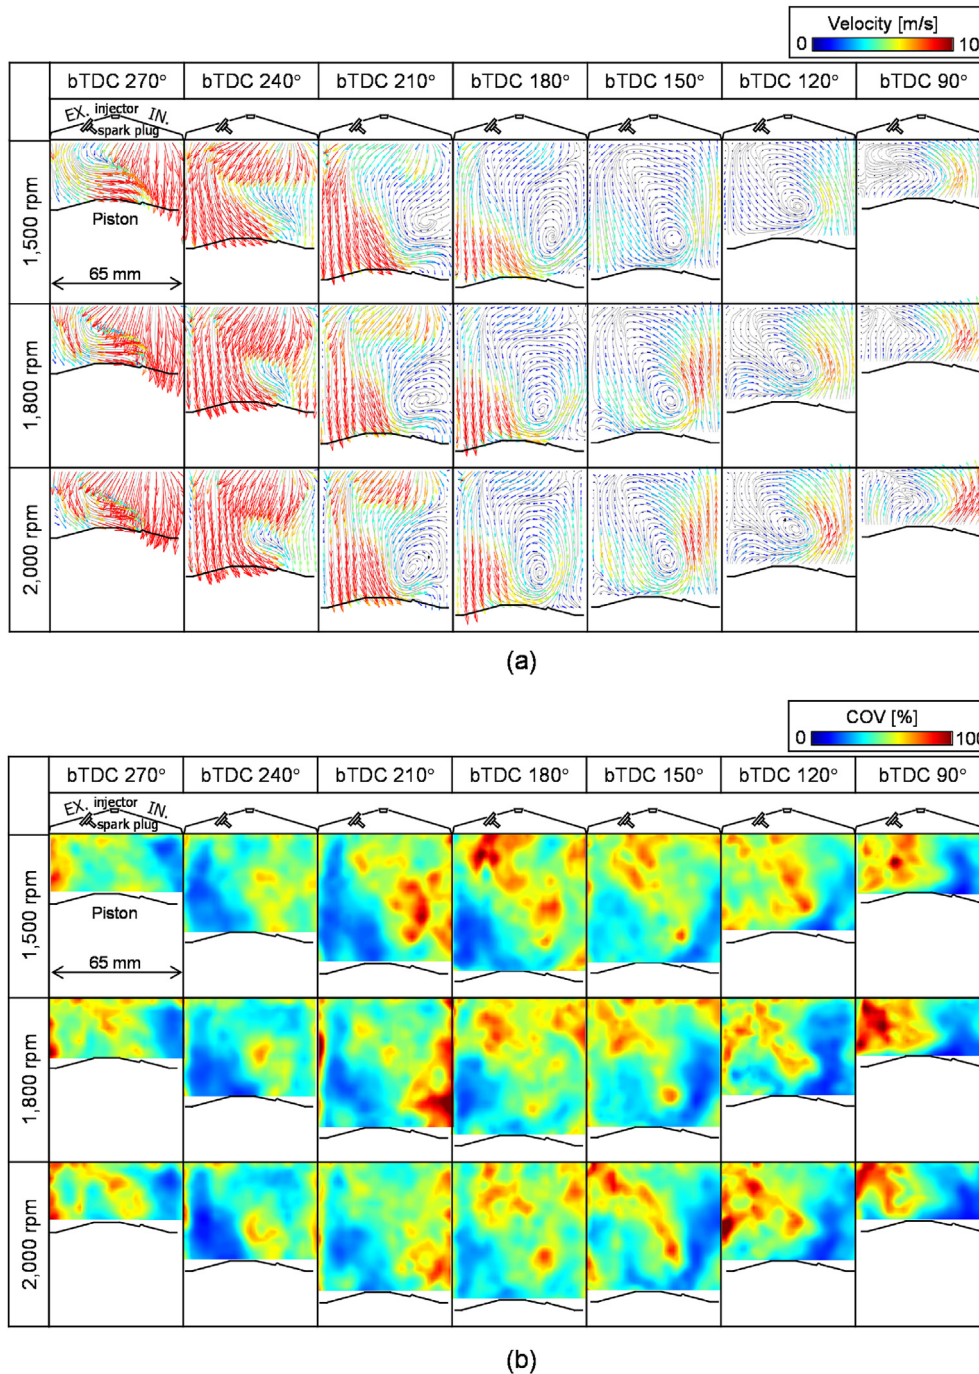 Velocity [m/s]
0 10
bTDC 270° bTDC 240° bTDC 210° bTDC 180° bTDC 150° bTDC 120° bTDC 90°
EX. injector IN.
spark plug
1,500 rpm
Piston
65 mm
1,800 rpm
2,000 rpm
(a)
COV [%]
0 100
bTDC 270° bTDC 240° bTDC 210° bTDC 180° bTDC 150° bTDC 120° bTDC 90°
EX. injector IN.
spark plug
1,500 rpm
Piston
65 mm
1,800 rpm
2,000 rpm
(b)